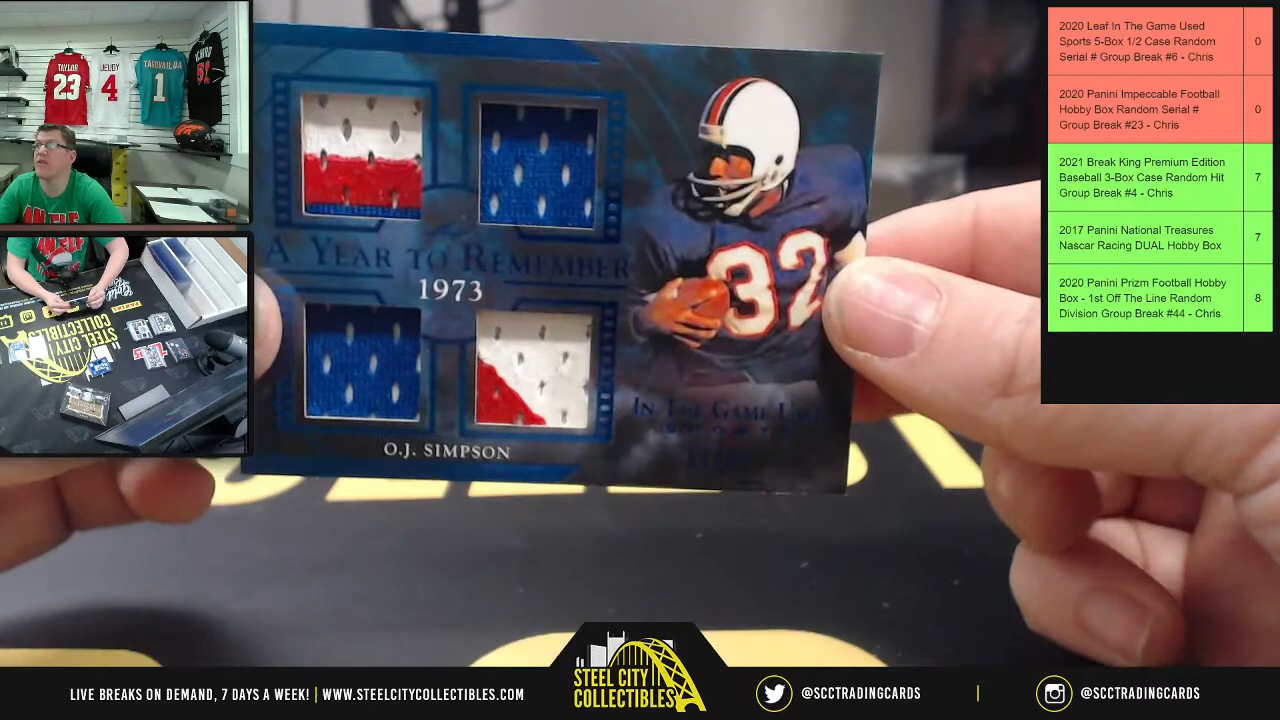 TAYLOR
23
JEUDY
4
TAGOVAILOA
1
51
A YEAR TO REMEMBER
1973
32
IN THE GAME
O.J. SIMPSON
STEEL CITY
COLLECTIBLES
2020 Leaf In The Game Used
Sports 5-Box 1/2 Case Random
Serial # Group Break #6 - Chris
0
2020 Panini Impeccable Football
Hobby Box Random Serial #
Group Break #23 - Chris
0
2021 Break King Premium Edition
Baseball 3-Box Case Random Hit
Group Break #4 - Chris
7
2017 Panini National Treasures
Nascar Racing DUAL Hobby Box
7
2020 Panini Prizm Football Hobby
Box - 1st Off The Line Random
Division Group Break #44 - Chris
8
LIVE BREAKS ON DEMAND, 7 DAYS A WEEK! | WWW.STEELCITYCOLLECTIBLES.COM
STEEL CITY
COLLECTIBLES
@SCCTRADINGCARDS
|
@SCCTRADINGCARDS